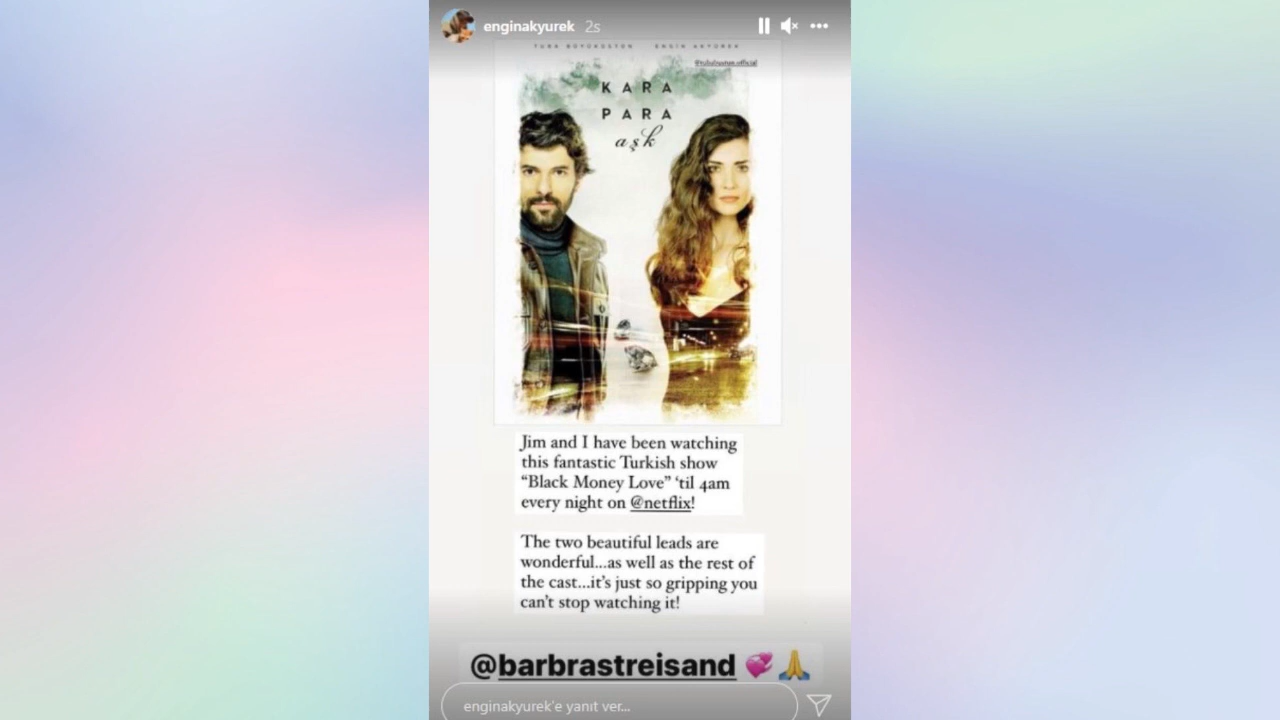 enginakyurek 2s
TUBA BÜYÜKÜSTÜN ENGİN AKYÜREK
@tubabustun.official
KARA
PARA
aşk
Jim and I have been watching
this fantastic Turkish show
“Black Money Love” ‘til 4am
every night on @netflix!
The two beautiful leads are
wonderful...as well as the rest of
the cast...it’s just so gripping you
can’t stop watching it!
@barbrastreisand 💞🙏
enginakyurek’e yanıt ver...